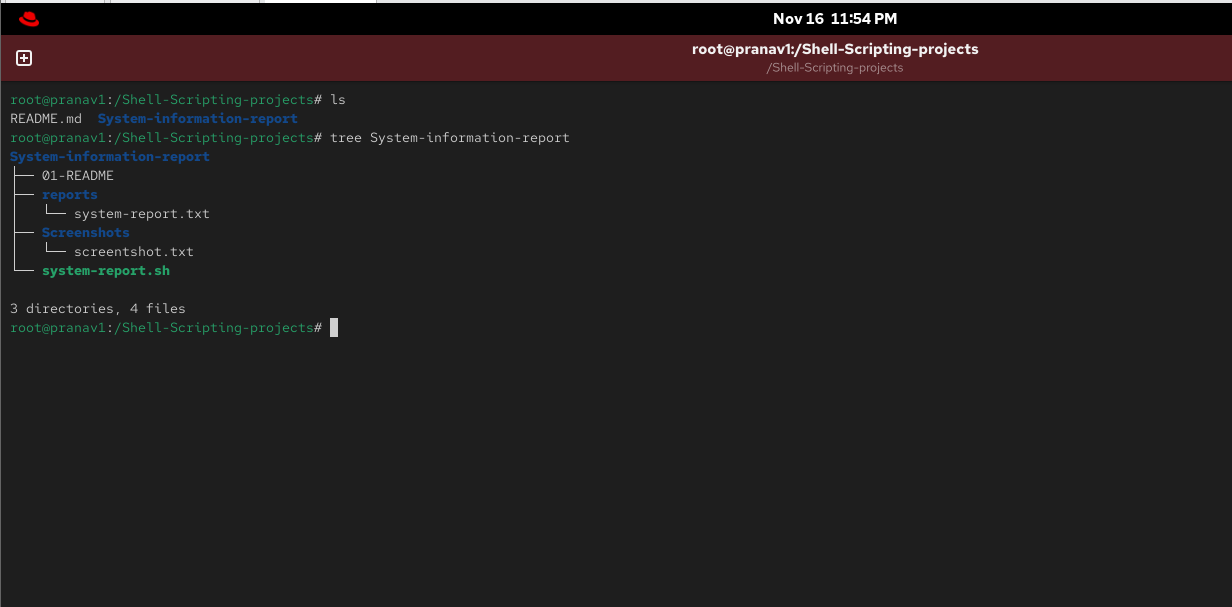 Nov 16 11:54 PM
root@pranav1:/Shell-Scripting-projects
/Shell-Scripting-projects
root@pranav1:/Shell-Scripting-projects# ls
README.md  System-information-report
root@pranav1:/Shell-Scripting-projects# tree System-information-report
System-information-report
├── 01-README
├── reports
│   └── system-report.txt
├── Screenshots
│   └── screentshot.txt
└── system-report.sh
3 directories, 4 files
root@pranav1:/Shell-Scripting-projects#